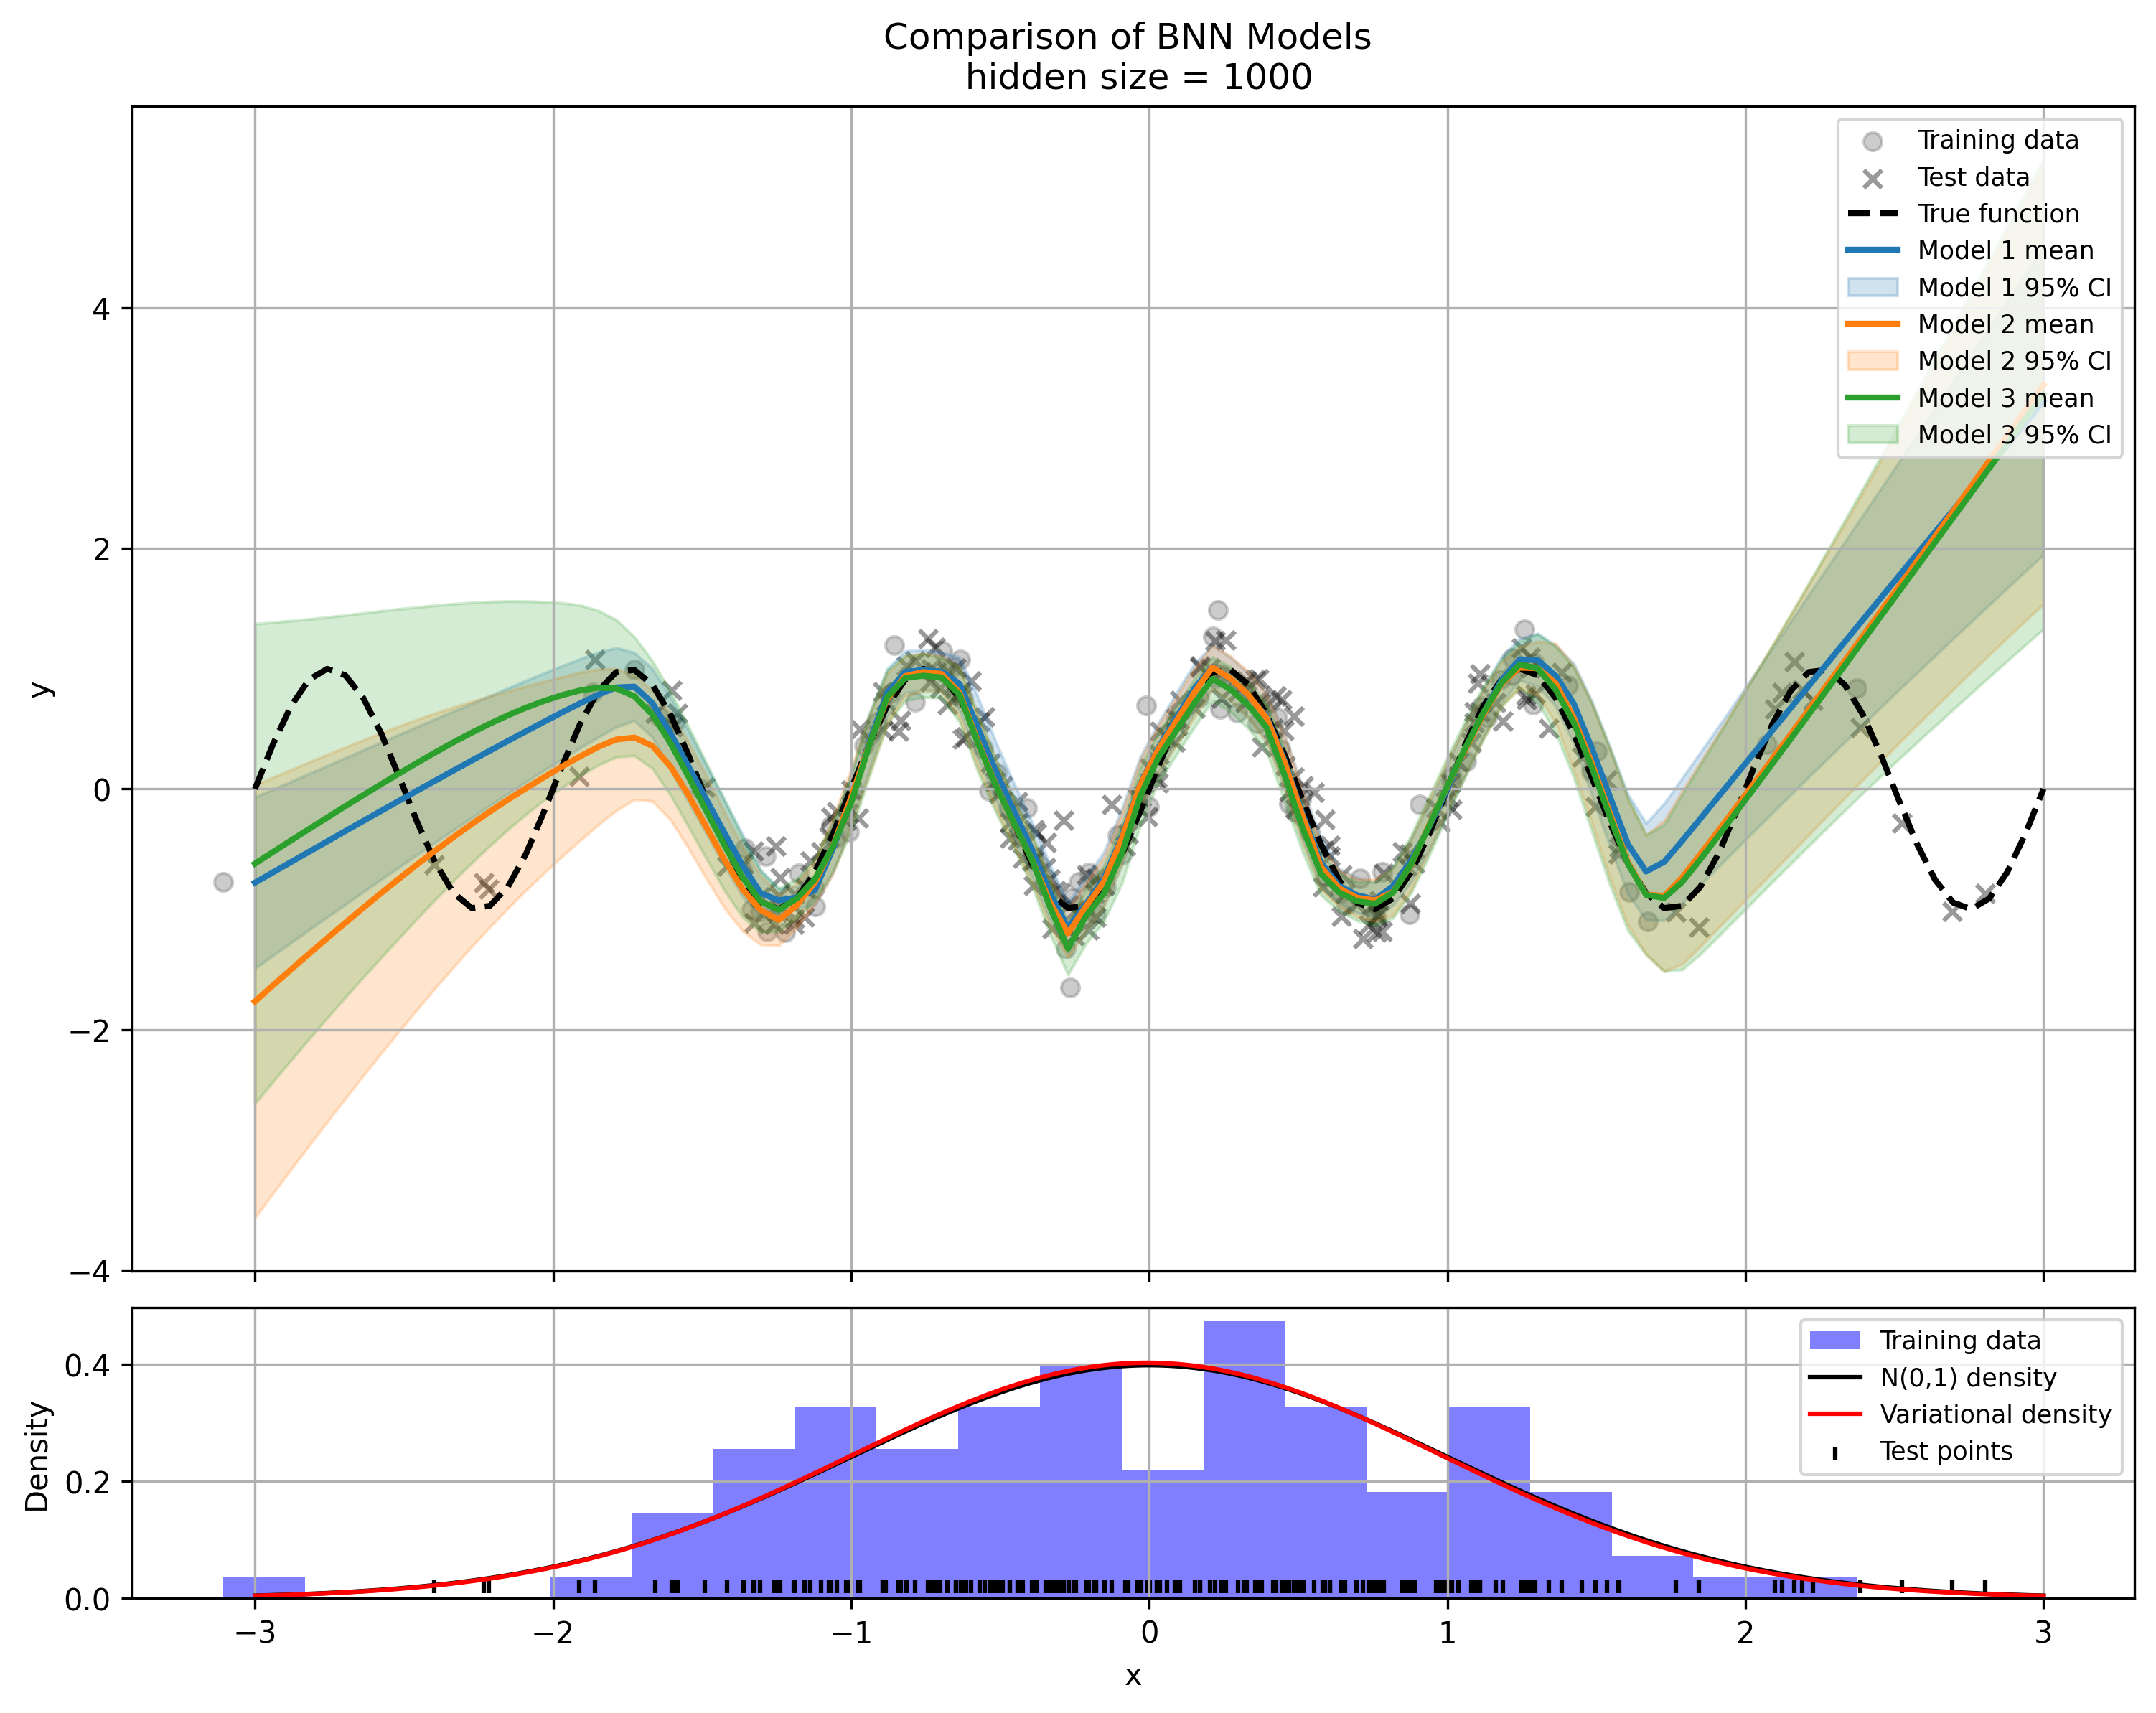 Comparison of BNN Models
hidden size = 1000
Training data
Test data
True function
Model 1 mean
Model 1 95% CI
Model 2 mean
Model 2 95% CI
Model 3 mean
Model 3 95% CI
y
4
2
0
−2
−4
Training data
N(0,1) density
Variational density
Test points
Density
0.4
0.2
0.0
−3
−2
−1
0
1
2
3
x